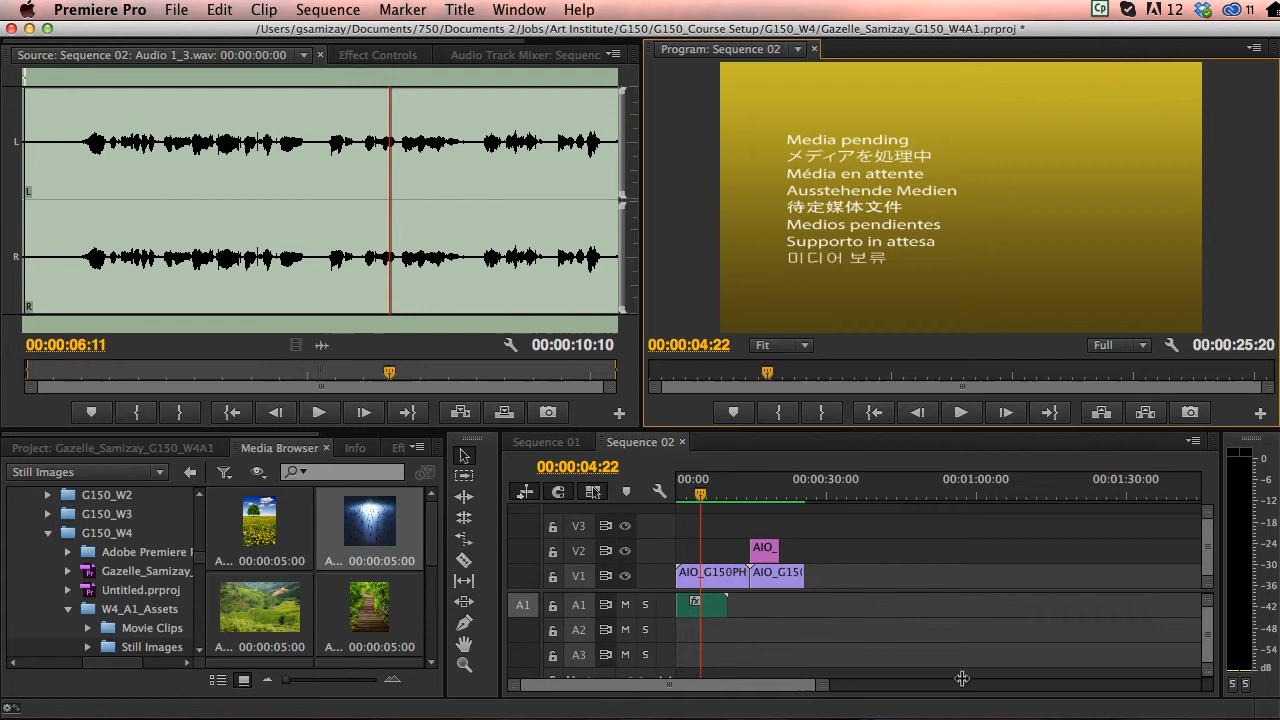 Premiere Pro File Edit Clip Sequence Marker Title Window Help 12 11
/Users/gsamizay/Documents/750/Documents 2/Jobs/Art Institute/G150/G150_Course Setup/G150_W4/Gazelle_Samizay_G150_W4A1.prproj *
Source: Sequence 02: Audio 1_3.wav: 00:00:00:00
Effect Controls
Audio Track Mixer: Sequenc
Program: Sequence 02
L
L
R
R
Media pending
メディアを処理中
Média en attente
Ausstehende Medien
待定媒体文件
Medios pendientes
Supporto in attesa
미디어 보류
00:00:06:11
00:00:10:10
00:00:04:22
Fit
Full
00:00:25:20
Project: Gazelle_Samizay_G150_W4A1
Media Browser
Info
Ef
Still Images
G150_W2
G150_W3
G150_W4
Adobe Premiere
Gazelle_Samizay_
Untitled.prproj
W4_A1_Assets
Movie Clips
Still Images
A... 00:00:05:00
A... 00:00:05:00
A... 00:00:05:00
A... 00:00:05:00
Sequence 01
Sequence 02
00:00:04:22
00:00
00:00:30:00
00:01:00:00
00:01:30:00
V3
V2
AIO_
V1
AIO_G150PH
AIO_G15
A1
A1 M S
fx
A2 M S
A3 M S
0
-6
-12
-18
-24
-30
-36
-42
-48
-54
dB
S S